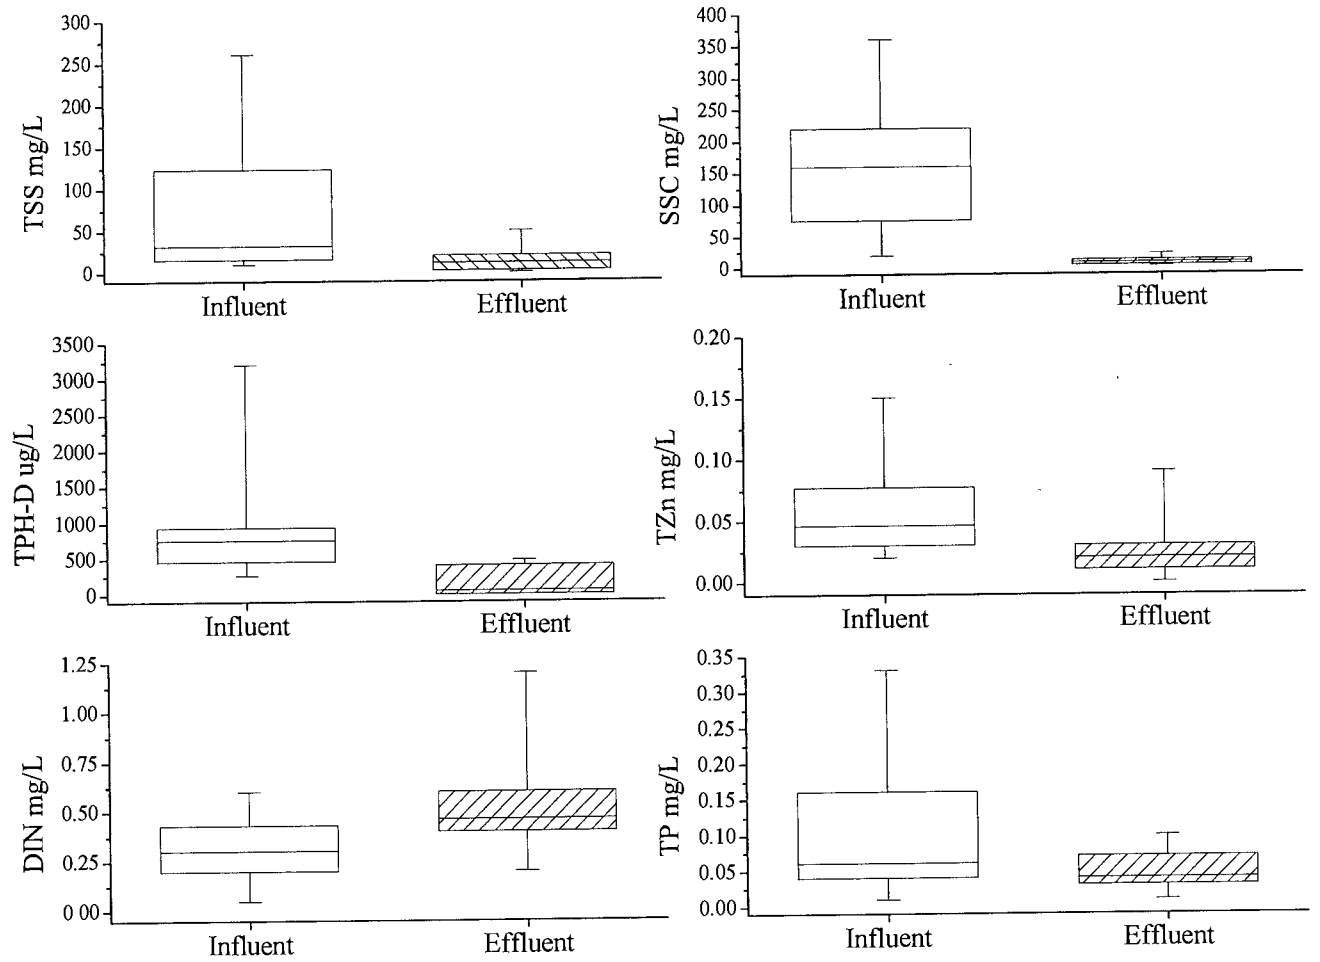 TSS mg/L
300
250
200
150
100
50
0
Influent
Effluent
SSC mg/L
400
350
300
250
200
150
100
50
0
Influent
Effluent
TPH-D ug/L
3500
3000
2500
2000
1500
1000
500
0
Influent
Effluent
TZn mg/L
0.20
0.15
0.10
0.05
0.00
Influent
Effluent
DIN mg/L
1.25
1.00
0.75
0.50
0.25
0 00
Influent
Effluent
TP mg/L
0.35
0.30
0.25
0.20
0.15
0.10
0.05
0.00
Influent
Effluent